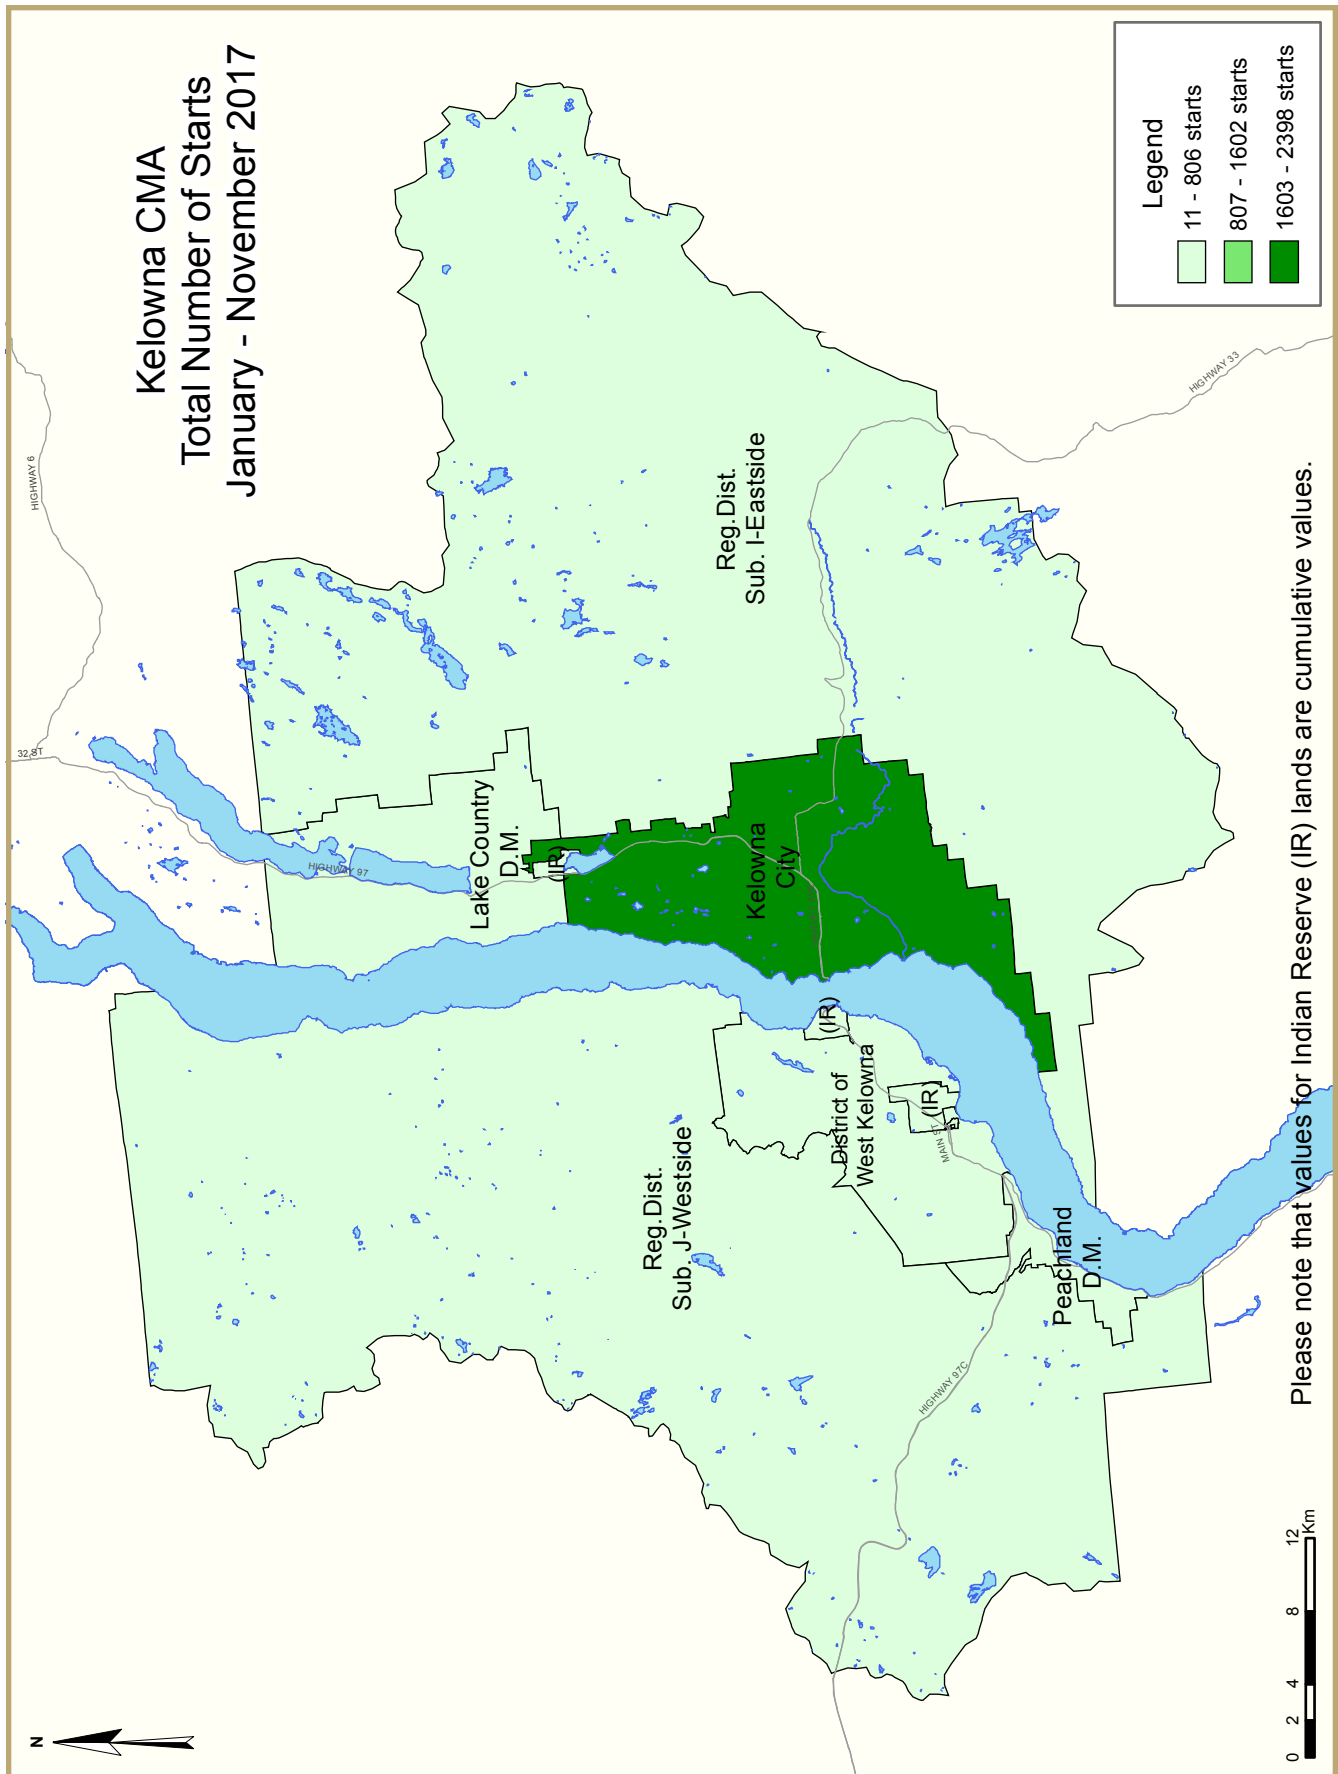 Kelowna CMA
Total Number of Starts
January - November 2017
Legend
11 - 806 starts
807 - 1602 starts
1603 - 2398 starts
N
HIGHWAY 6
32 ST
HIGHWAY 97
Lake Country
D.M.
(IR)
Reg.Dist.
Sub. I-Eastside
Kelowna
City
HIGHWAY 33
Reg.Dist.
Sub. J-Westside
(IR)
District of
West Kelowna
(IR)
MAIN ST
Peachland
D.M.
HIGHWAY 97C
0 2 4 8 12
Km
Please note that values for Indian Reserve (IR) lands are cumulative values.